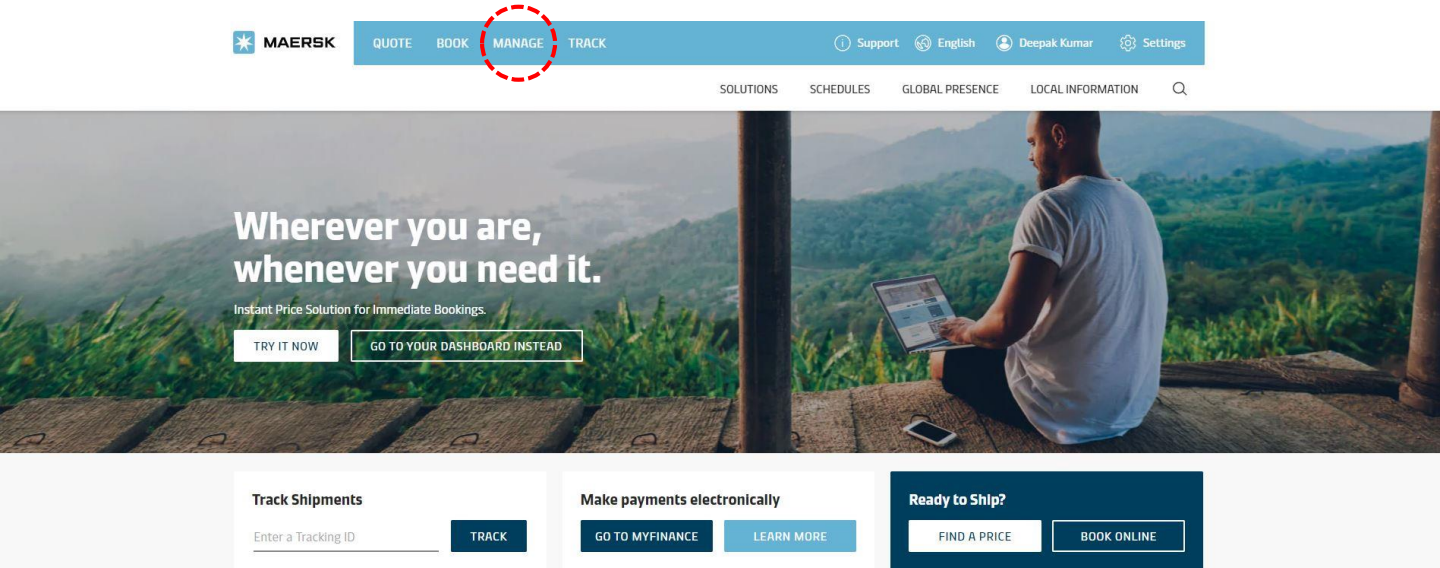 MAERSK QUOTE BOOK MANAGE TRACK Support English Deepak Kumar Settings
SOLUTIONS SCHEDULES GLOBAL PRESENCE LOCAL INFORMATION
Wherever you are,
whenever you need it.
Instant Price Solution for Immediate Bookings.
TRY IT NOW GO TO YOUR DASHBOARD INSTEAD
Track Shipments
Enter a Tracking ID TRACK
Make payments electronically
GO TO MYFINANCE LEARN MORE
Ready to Ship?
FIND A PRICE BOOK ONLINE